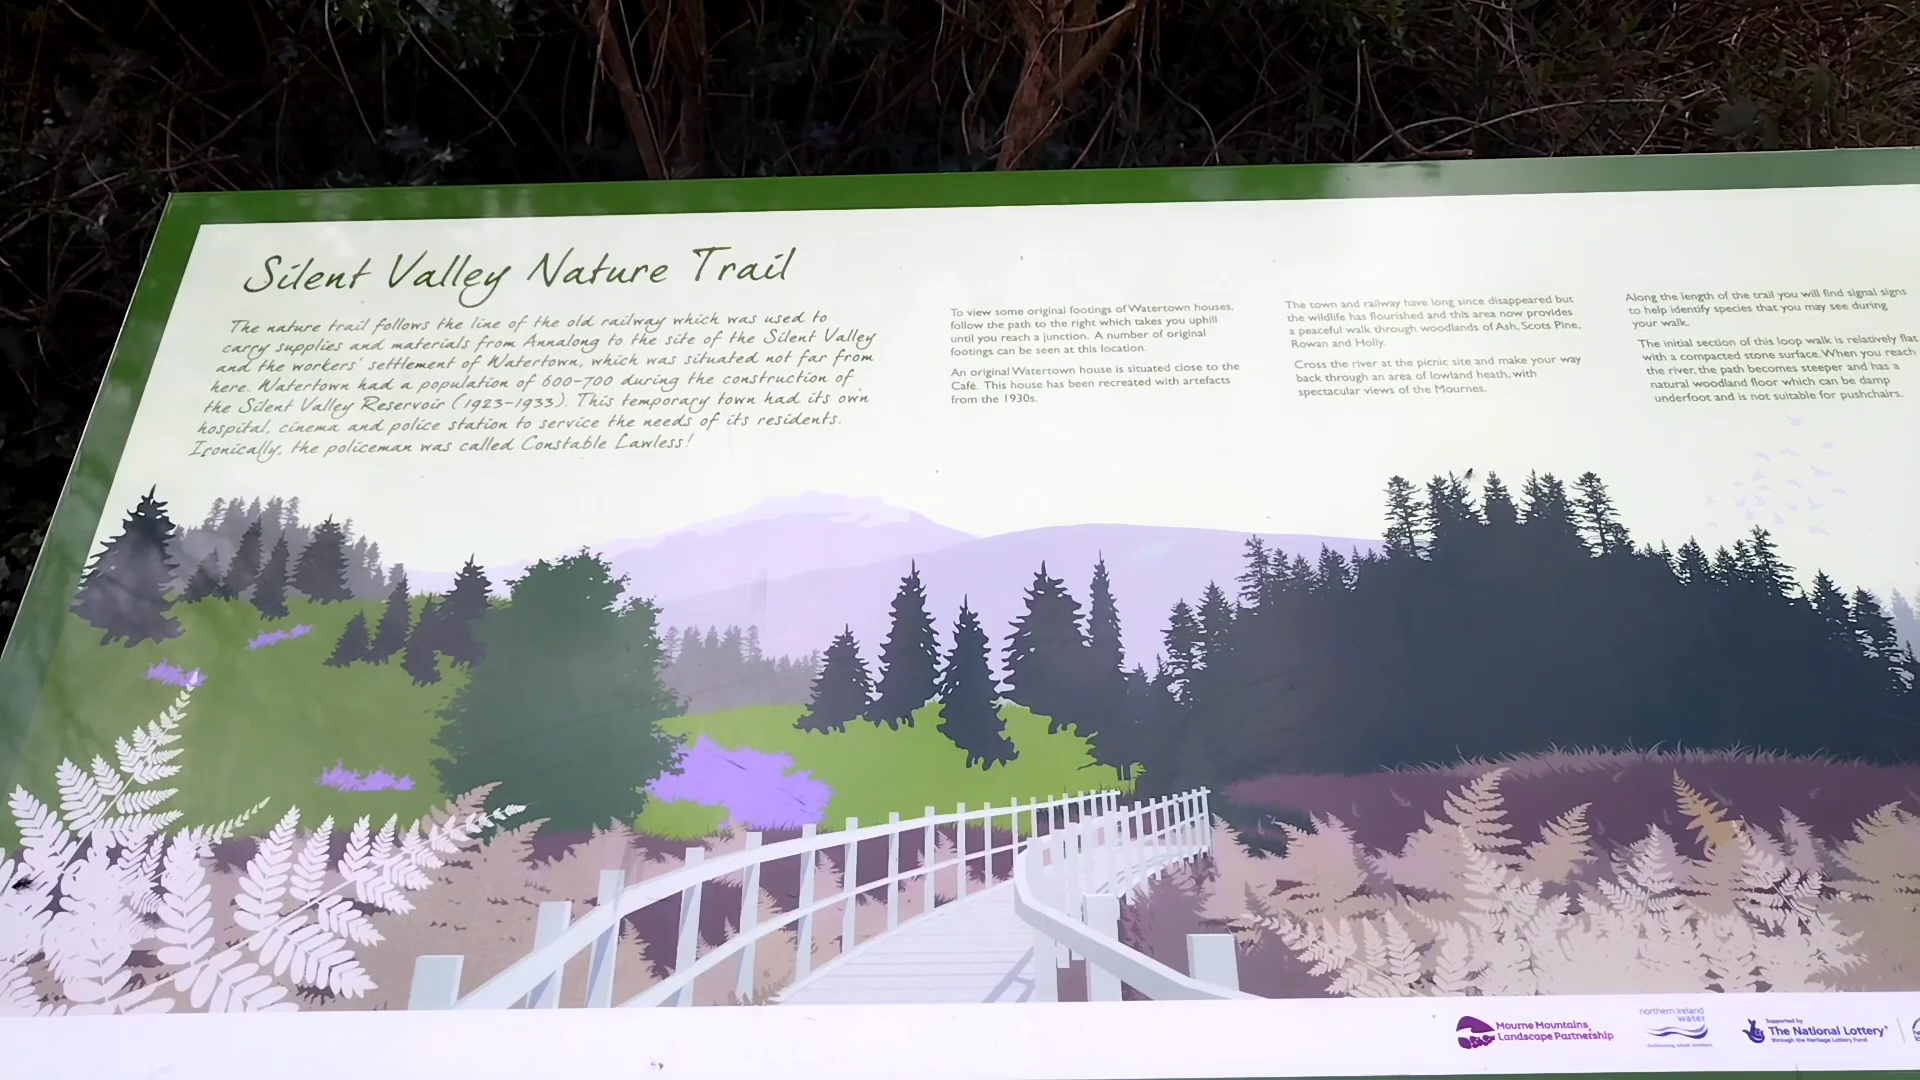 Silent Valley Nature Trail
The nature trail follows the line of the old railway which was used to
carry supplies and materials from Annalong to the site of the Silent Valley
and the workers' settlement of Watertown, which was situated not far from
here. Watertown had a population of 600-700 during the construction of
the Silent Valley Reservoir (1923-1933). This temporary town had its own
hospital, cinema and police station to service the needs of its residents.
Ironically, the policeman was called Constable Lawless!
To view some original footings of Watertown houses,
follow the path to the right which takes you uphill
until you reach a junction. A number of original
footings can be seen at this location.
An original Watertown house is situated close to the
Café. This house has been recreated with artefacts
from the 1930s.
The town and railway have long since disappeared but
the wildlife has flourished and this area now provides
a peaceful walk through woodlands of Ash, Scots Pine,
Rowan and Holly.
Cross the river at the picnic site and make your way
back through an area of lowland heath, with
spectacular views of the Mournes.
Along the length of the trail you will find signal signs
to help identify species that you may see during
your walk.
The initial section of this loop walk is relatively flat
with a compacted stone surface. When you reach
the river, the path becomes steeper and has a
natural woodland floor which can be damp
underfoot and is not suitable for pushchairs.
Mourne Mountains
Landscape Partnership
northern ireland
water
Supported by
The National Lottery
through the Heritage Lottery Fund